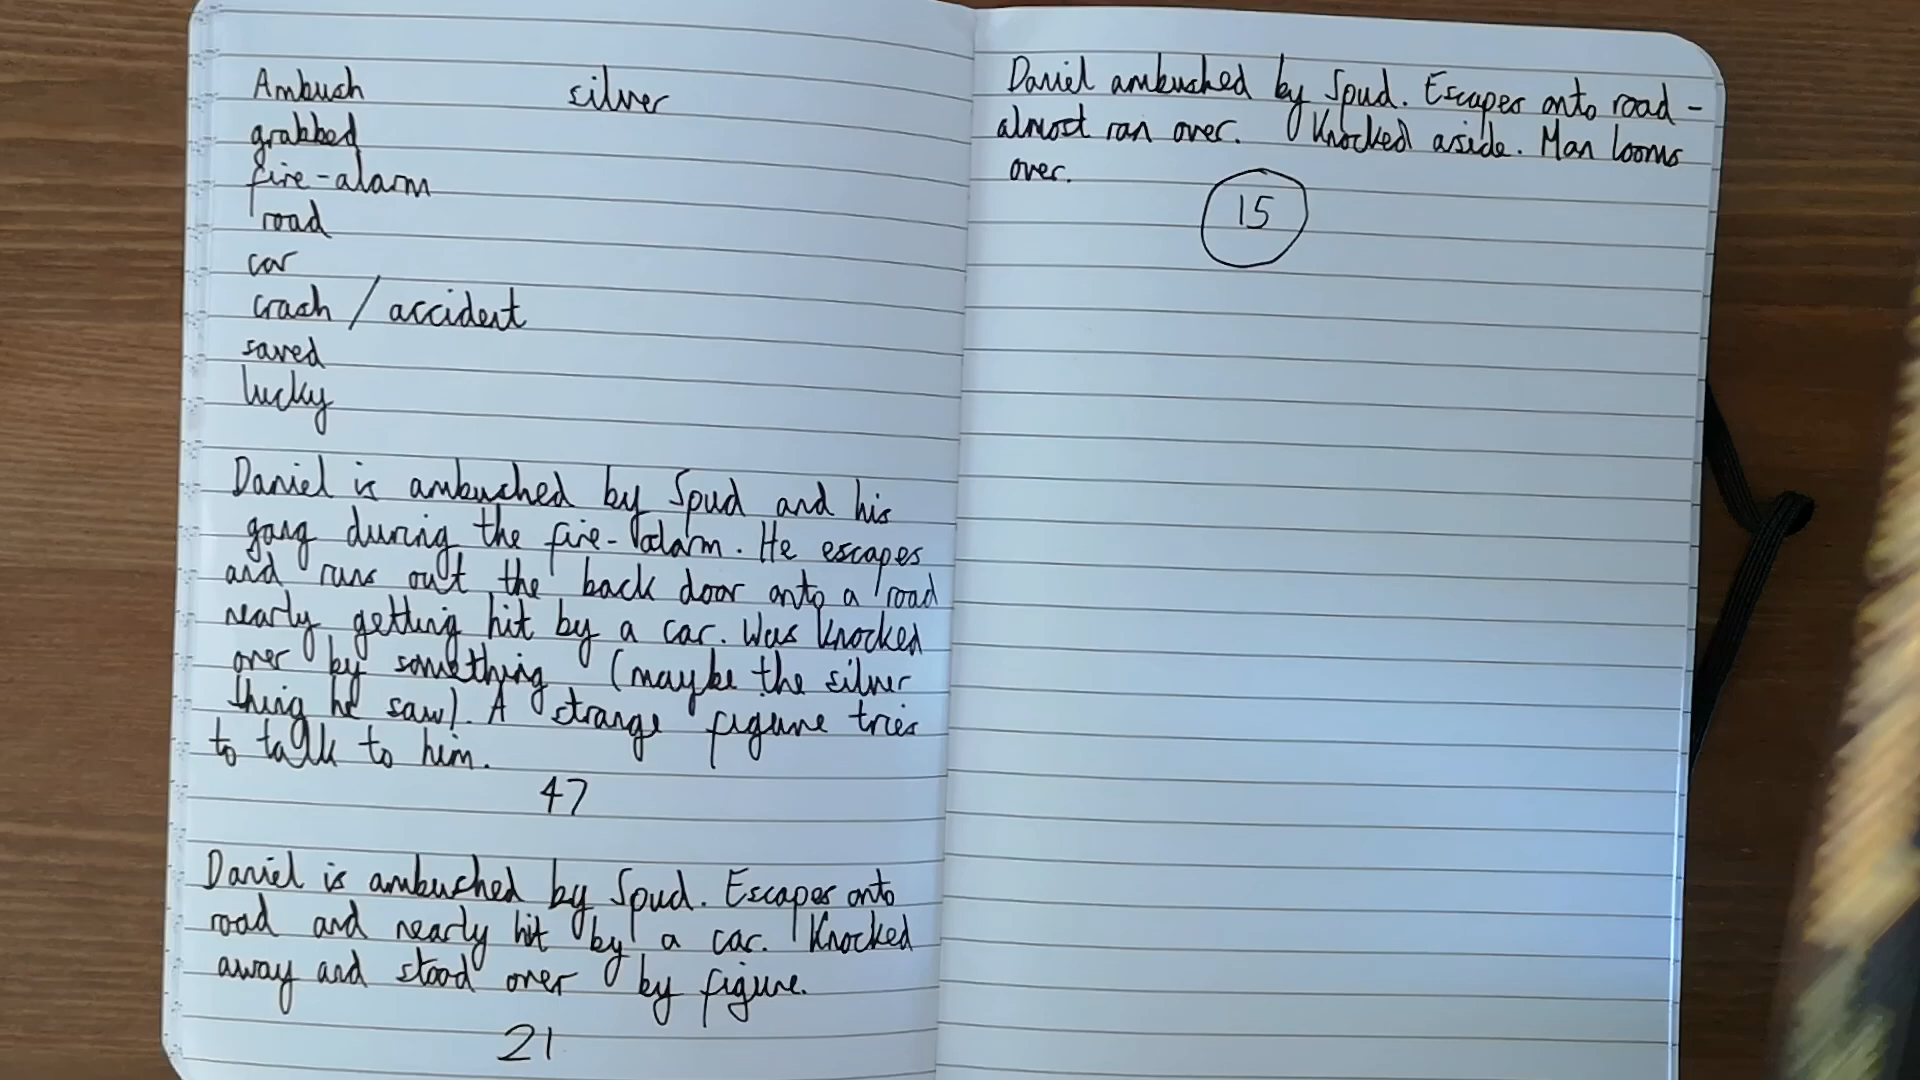 Ambush silver
grabbed
fire-alarm
road
car
crash / accident
saved
lucky
Daniel is ambushed by Spud and his
gang during the fire-alarm. He escapes
and runs out the back door onto a road
nearly getting hit by a car. Was knocked
over by something (maybe the silver
thing he saw). A strange figure tries
to talk to him.
47
Daniel is ambushed by Spud. Escapes onto
road and nearly hit by a car. Knocked
away and stood over by figure.
21
Daniel ambushed by Spud. Escapes onto road -
almost ran over. Knocked aside. Man looms
over.
15